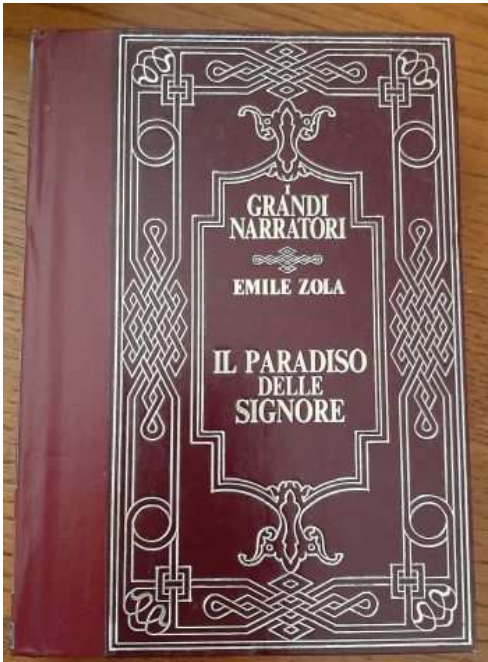 I
GRANDI
NARRATORI
EMILE ZOLA
IL PARADISO
DELLE
SIGNORE